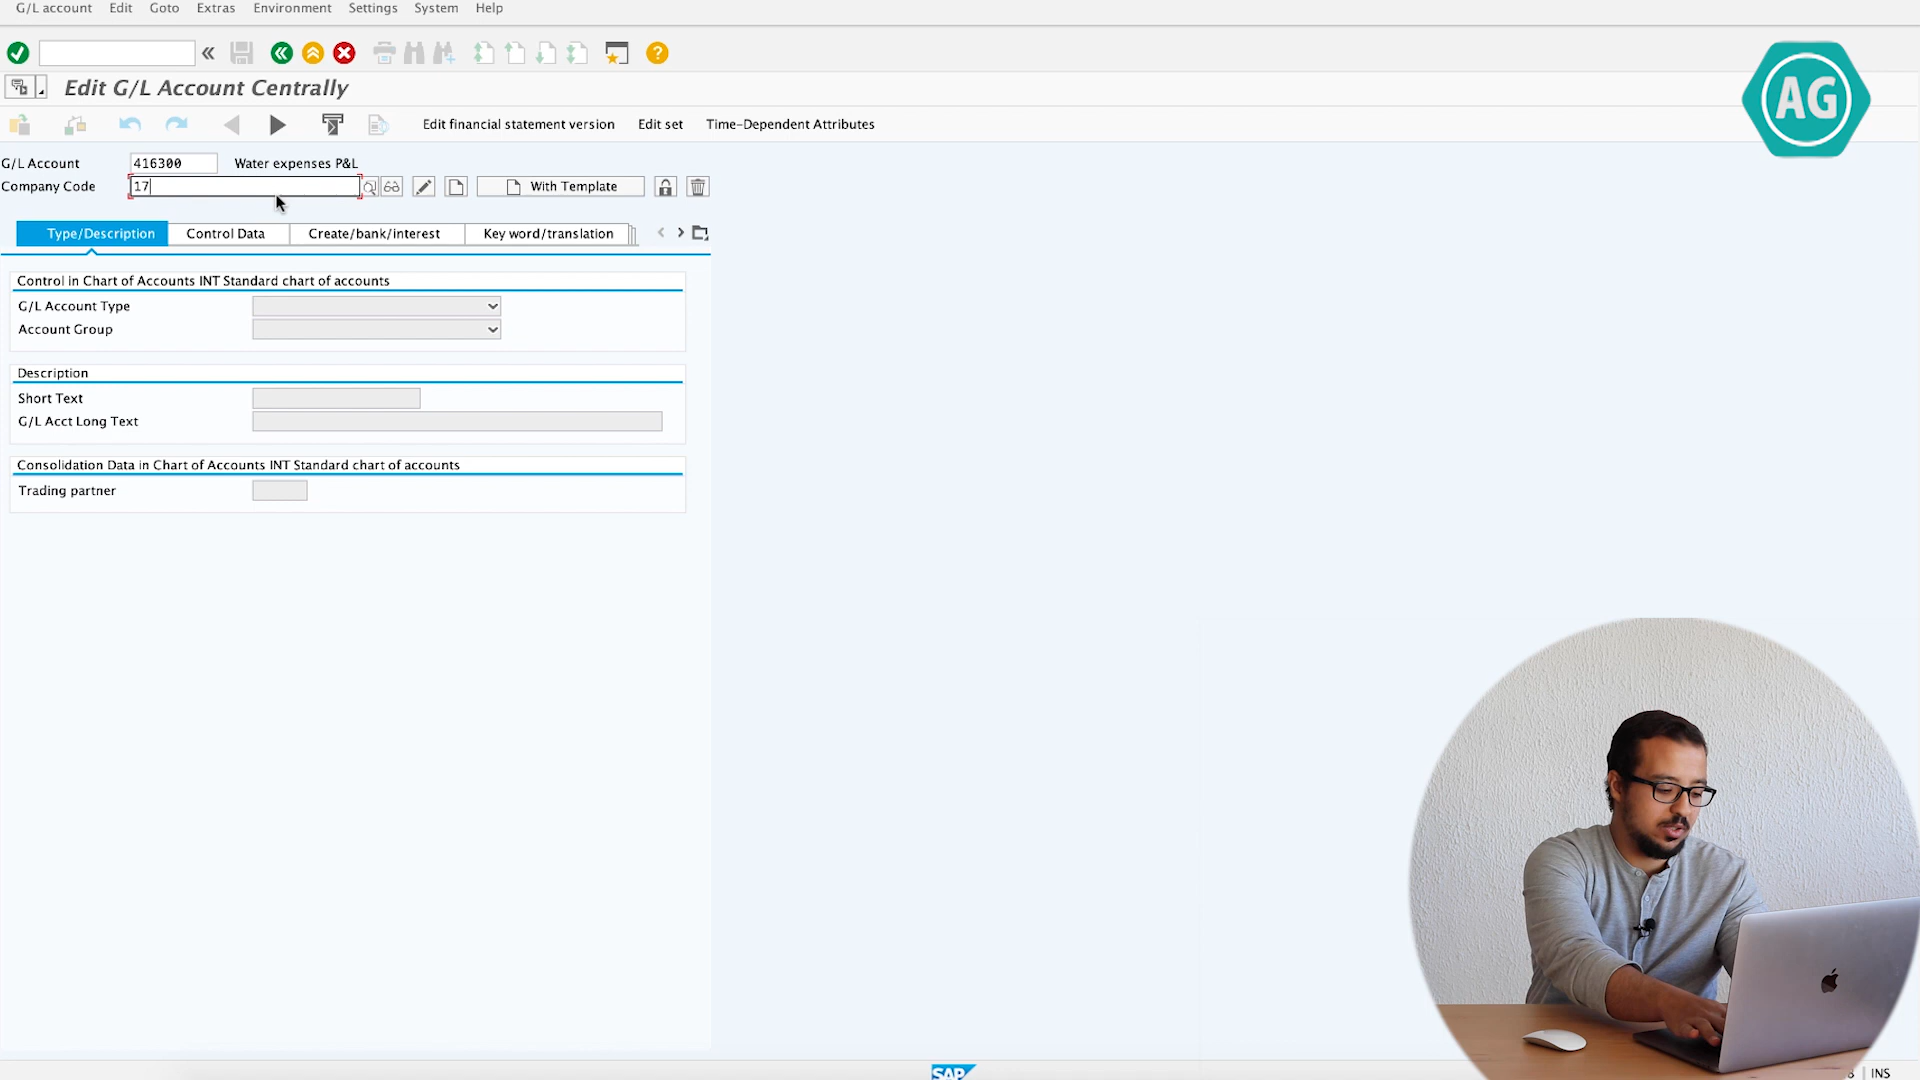 G/L account Edit Goto Extras Environment Settings System Help
Edit G/L Account Centrally
AG
Edit financial statement version Edit set Time-Dependent Attributes
G/L Account 416300 Water expenses P&L
Company Code 17 With Template
Type/Description Control Data Create/bank/interest Key word/translation
Control in Chart of Accounts INT Standard chart of accounts
G/L Account Type
Account Group
Description
Short Text
G/L Acct Long Text
Consolidation Data in Chart of Accounts INT Standard chart of accounts
Trading partner
SAP
INS